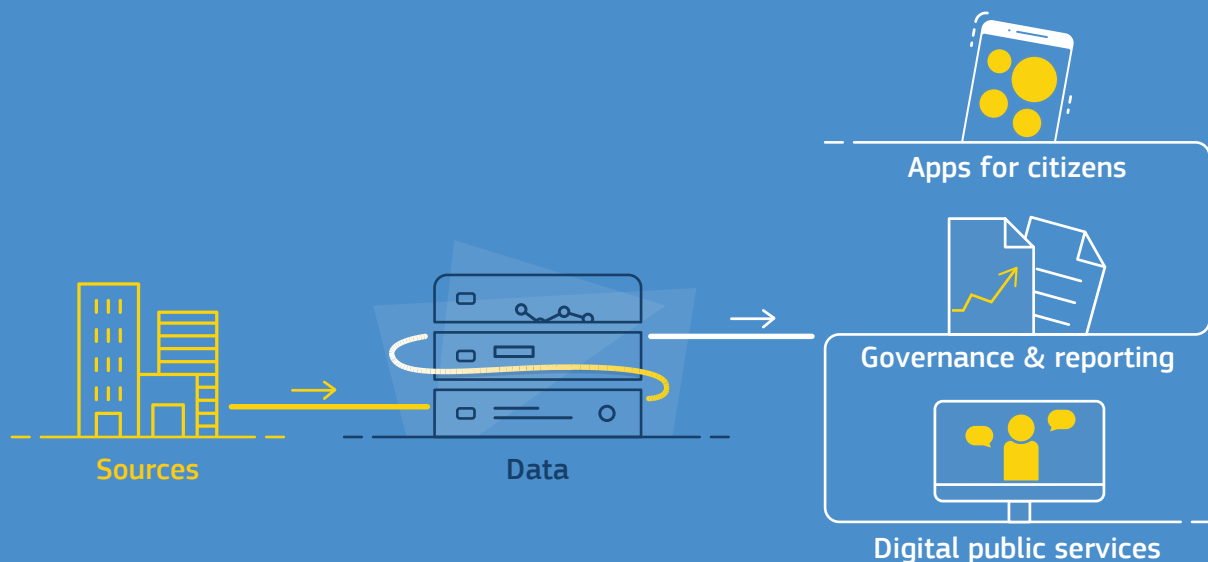 Apps for citizens
Governance & reporting
Sources
Data
Digital public services